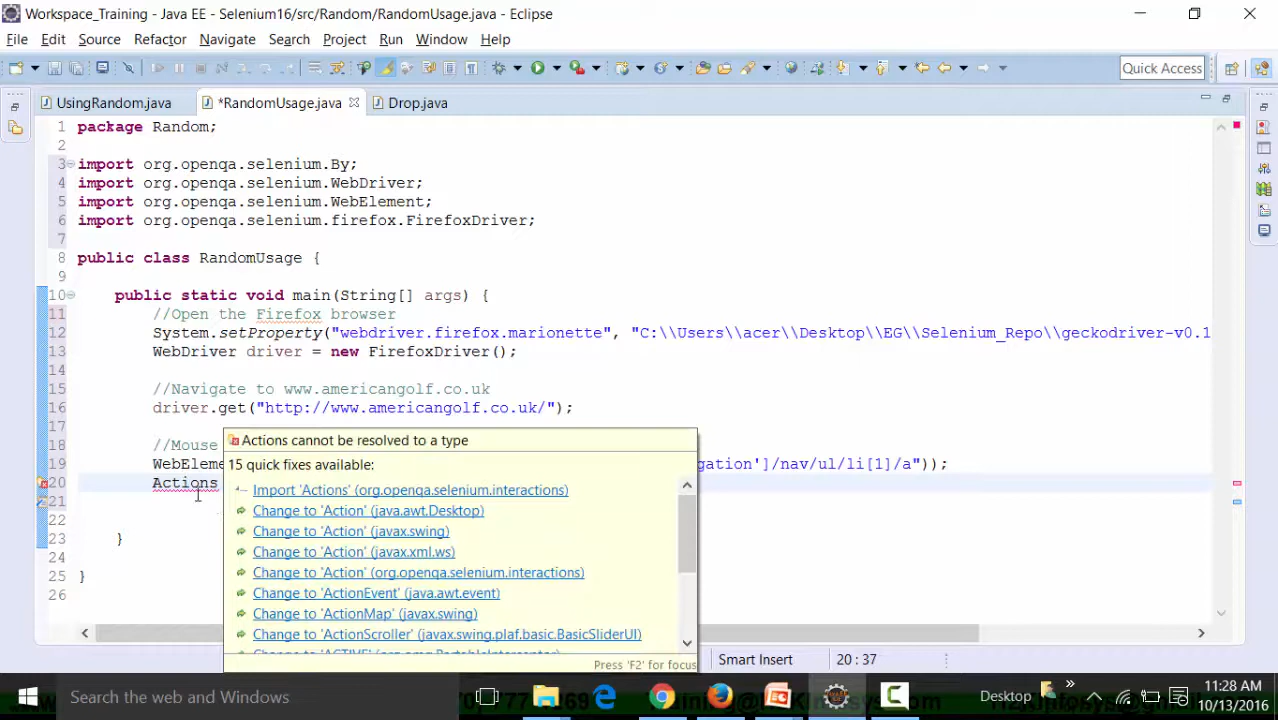 Workspace_Training - Java EE - Selenium16/src/Random/RandomUsage.java - Eclipse
File Edit Source Refactor Navigate Search Project Run Window Help
Quick Access
UsingRandom.java *RandomUsage.java Drop.java
1 package Random;
2
3 import org.openqa.selenium.By;
4 import org.openqa.selenium.WebDriver;
5 import org.openqa.selenium.WebElement;
6 import org.openqa.selenium.firefox.FirefoxDriver;
7
8 public class RandomUsage {
9
10 public static void main(String[] args) {
11 //Open the Firefox browser
12 System.setProperty("webdriver.firefox.marionette", "C:\\Users\\acer\\Desktop\\EG\\Selenium_Repo\\geckodriver-v0.1
13 WebDriver driver = new FirefoxDriver();
14
15 //Navigate to www.americangolf.co.uk
16 driver.get("http://www.americangolf.co.uk/");
17
18 //Mouse
19 WebEleme gation']/nav/ul/li[1]/a"));
20 Actions
21
22
23 }
24
25 }
26
Actions cannot be resolved to a type
15 quick fixes available:
Import 'Actions' (org.openqa.selenium.interactions)
Change to 'Action' (java.awt.Desktop)
Change to 'Action' (javax.swing)
Change to 'Action' (javax.xml.ws)
Change to 'Action' (org.openqa.selenium.interactions)
Change to 'ActionEvent' (java.awt.event)
Change to 'ActionMap' (javax.swing)
Change to 'ActionScroller' (javax.swing.plaf.basic.BasicSliderUI)
Press 'F2' for focus
Smart Insert 20 : 37
Search the web and Windows
Desktop
11:28 AM
10/13/2016